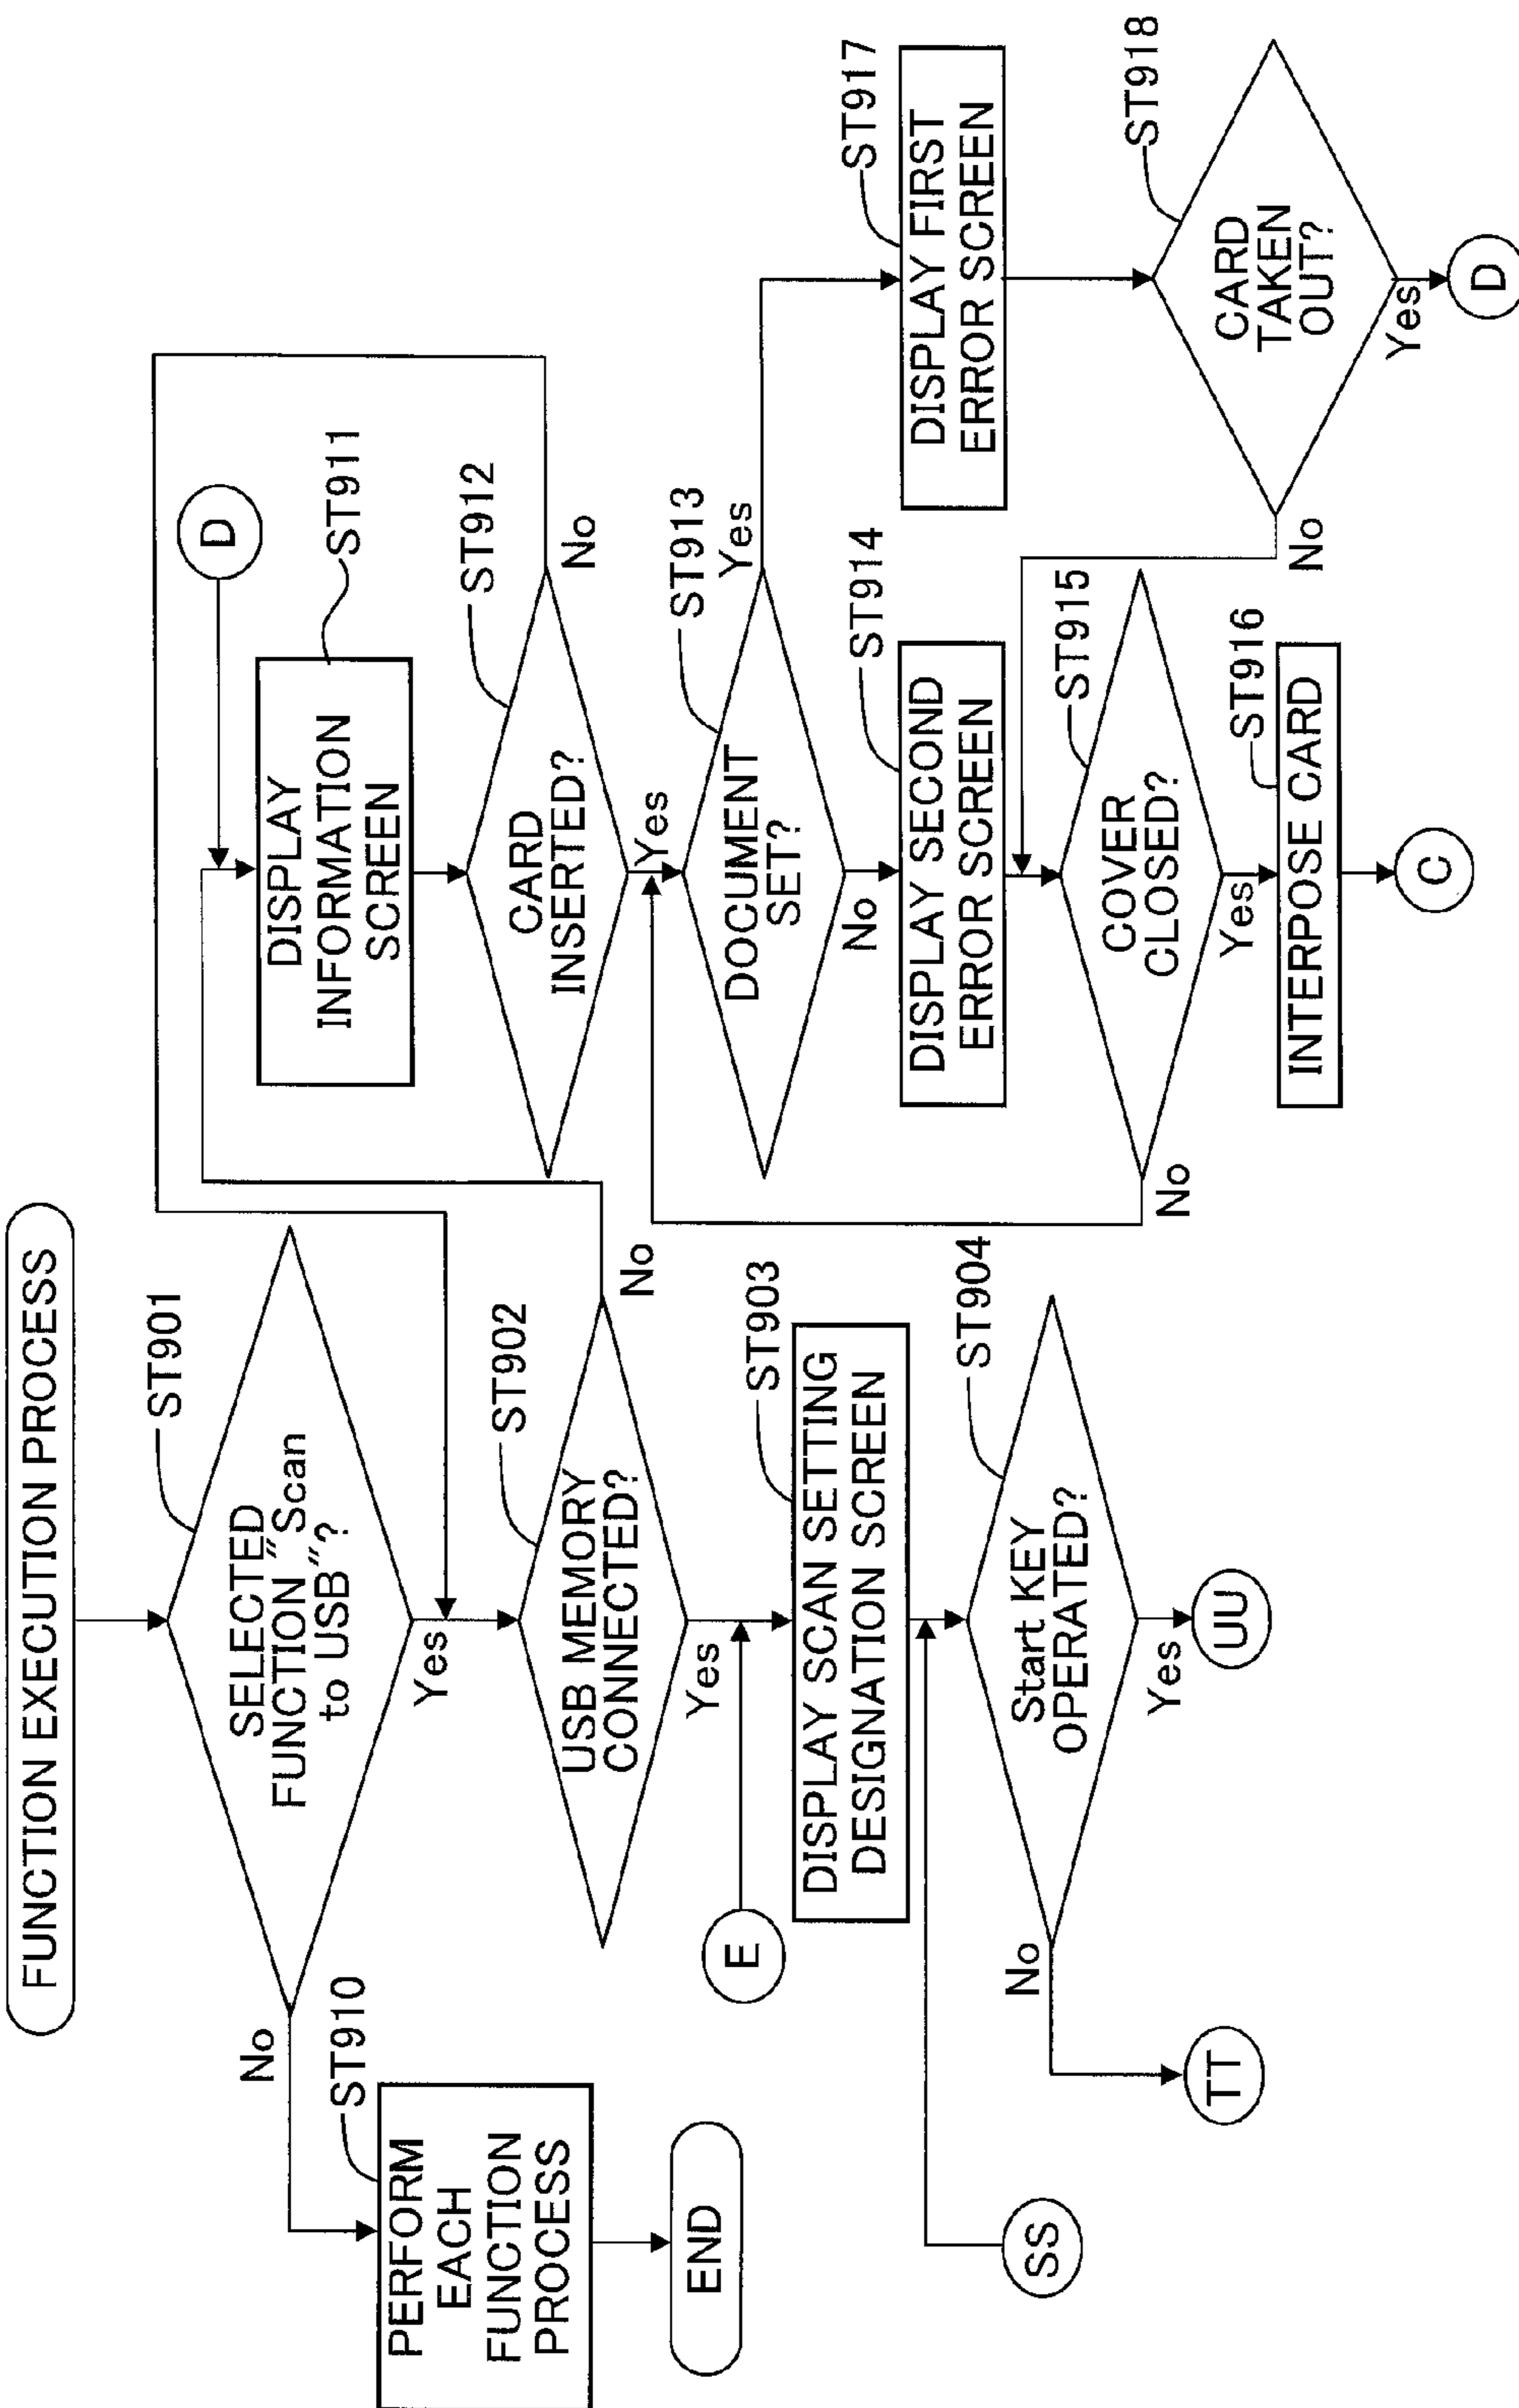 FUNCTION EXECUTION PROCESS
ST901
SELECTED
FUNCTION "Scan
to USB"?
No
Yes
ST910
PERFORM
EACH
FUNCTION
PROCESS
END
ST902
USB MEMORY
CONNECTED?
No
Yes
E
ST903
DISPLAY SCAN SETTING
DESIGNATION SCREEN
SS
ST904
Start KEY
OPERATED?
No
Yes
TT
UU
D
ST911
DISPLAY
INFORMATION
SCREEN
ST912
CARD
INSERTED?
No
Yes
ST913
DOCUMENT
SET?
Yes
No
ST914
DISPLAY SECOND
ERROR SCREEN
ST915
COVER
CLOSED?
No
Yes
ST916
INTERPOSE CARD
C
ST917
DISPLAY FIRST
ERROR SCREEN
ST918
CARD
TAKEN
OUT?
No
Yes
D